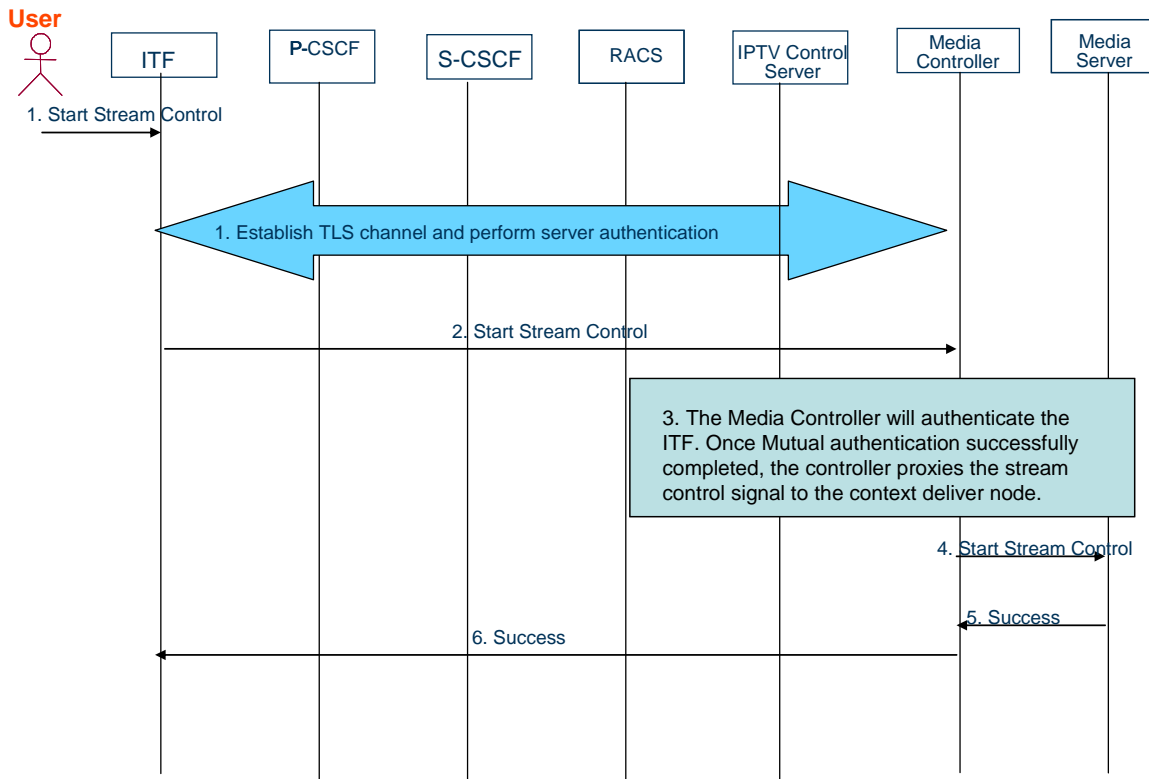 User
ITF
P-CSCF
S-CSCF
RACS
IPTV Control
Server
Media
Controller
Media
Server
1. Start Stream Control
1. Establish TLS channel and perform server authentication
2. Start Stream Control
3. The Media Controller will authenticate the
ITF. Once Mutual authentication successfully
completed, the controller proxies the stream
control signal to the context deliver node.
4. Start Stream Control
5. Success
6. Success